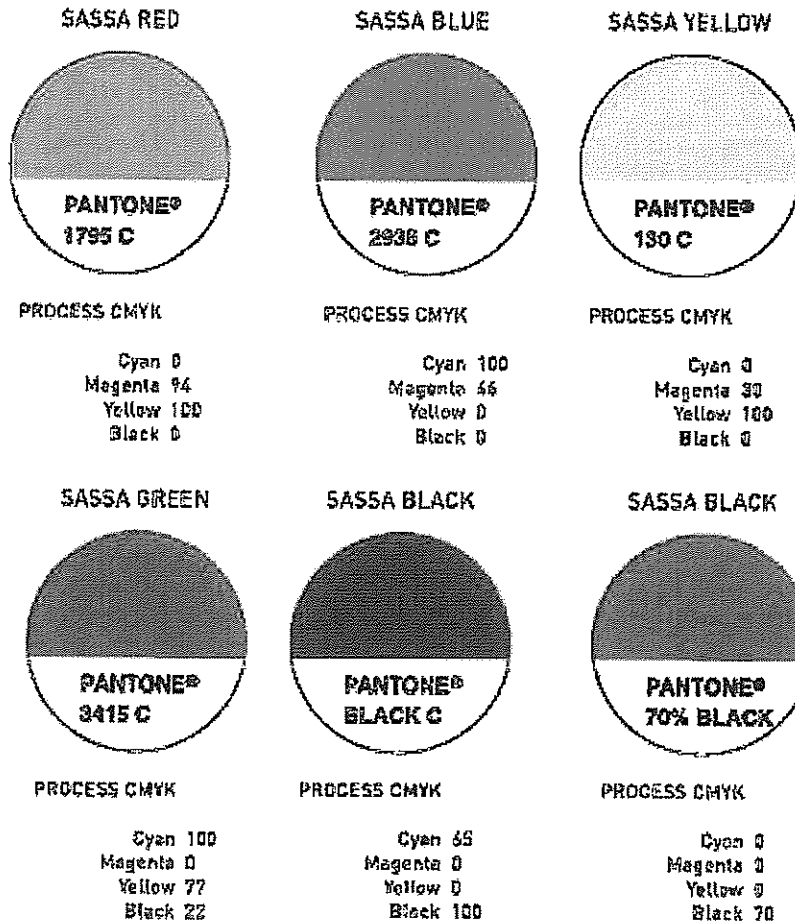 SASSA RED
SASSA BLUE
SASSA YELLOW
PANTONE®
1795 C
PANTONE®
C
PANTONE®
130 C
PROCESS CMYK
PROCESS CMYK
PROCESS CMYK
Cyan 0
Magenta 94
Yellow 100
Black 0
Cyan 100
Magenta
Yellow 0
Black 0
Cyan 0
Magenta 30
Yellow 100
Black 0
SASSA GREEN
SASSA BLACK
SASSA BLACK
PANTONE®
3415 C
PANTONE®
BLACK C
PANTONE®
70% BLACK
PROCESS CMYK
PROCESS CMYK
PROCESS CMYK
Cyan 100
Magenta 0
Yellow 77
Black 22
Cyan 65
Magenta 0
Yellow 0
Black 100
Cyan 0
Magenta 0
Yellow 0
Black 70